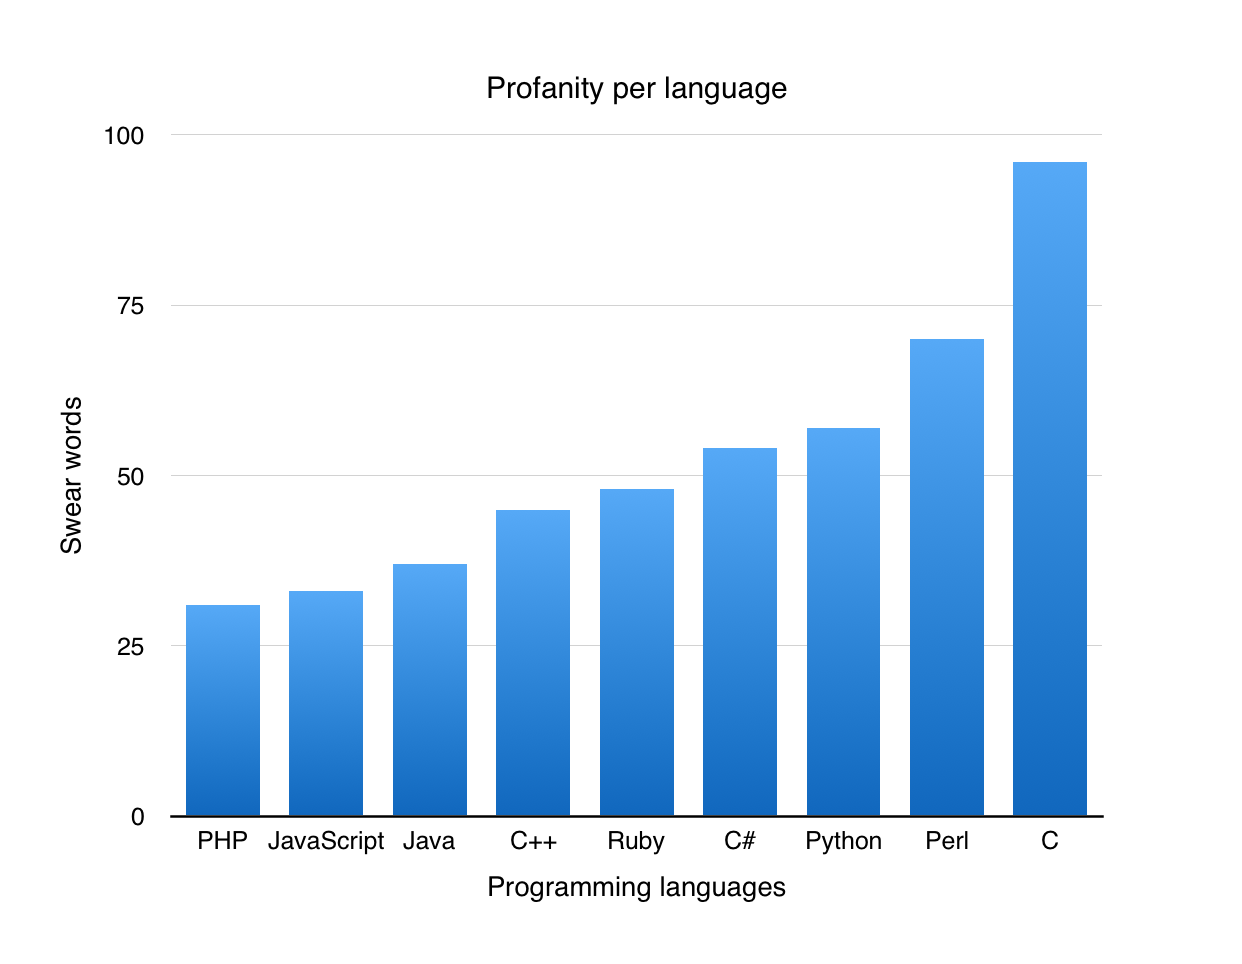 Profanity per language
100
75
50
25
0
Swear words
PHP JavaScript Java C++ Ruby C# Python Perl C
Programming languages